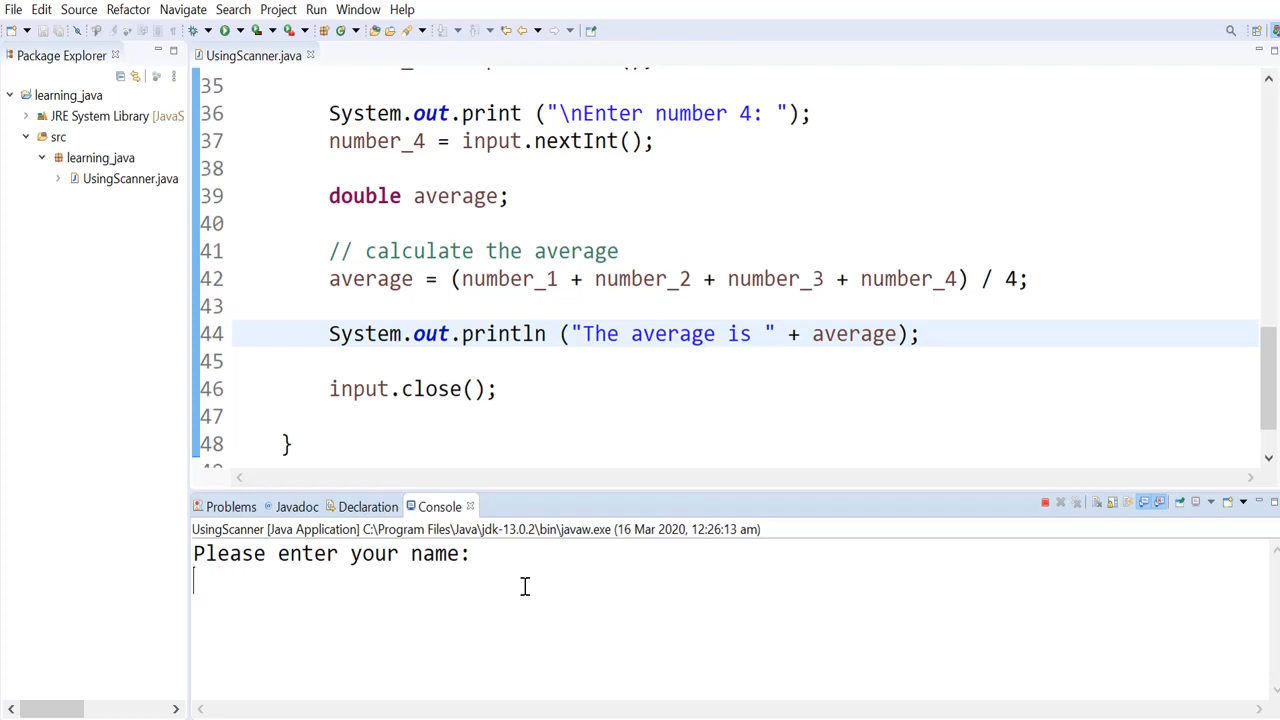 File Edit Source Refactor Navigate Search Project Run Window Help
Package Explorer
learning_java
JRE System Library [JavaS
src
learning_java
UsingScanner.java
UsingScanner.java
35
36 System.out.print ("\nEnter number 4: ");
37 number_4 = input.nextInt();
38
39 double average;
40
41 // calculate the average
42 average = (number_1 + number_2 + number_3 + number_4) / 4;
43
44 System.out.println ("The average is " + average);
45
46 input.close();
47
48 }
Problems Javadoc Declaration Console
UsingScanner [Java Application] C:\Program Files\Java\jdk-13.0.2\bin\javaw.exe (16 Mar 2020, 12:26:13 am)
Please enter your name: